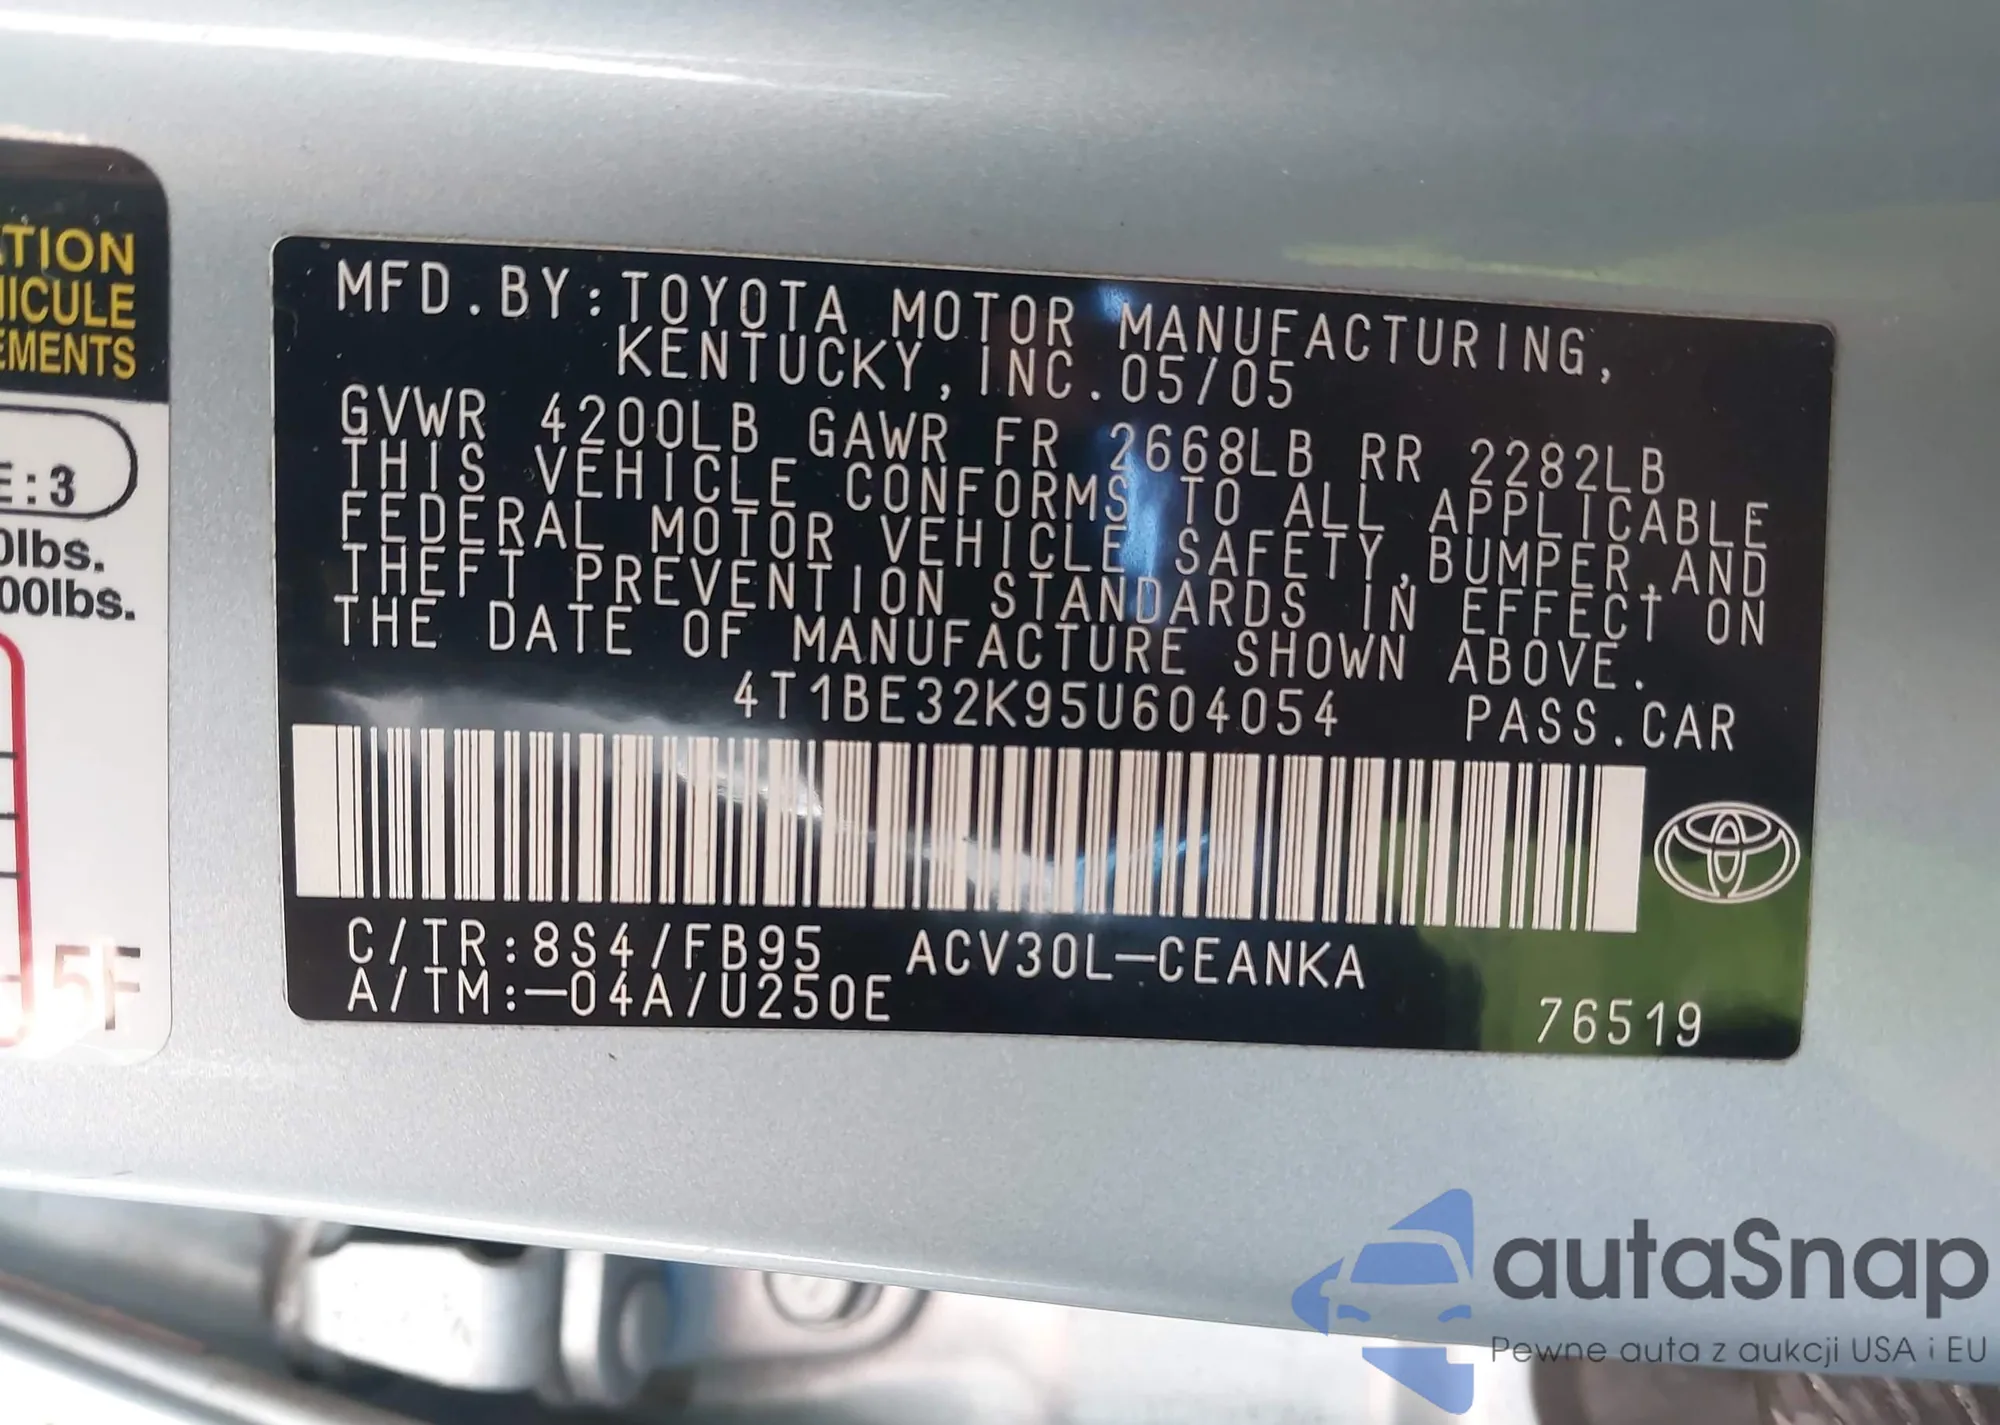 TION
HICULE
EMENTS
E:3
0lbs.
00lbs.
5F
MFD.BY:TOYOTA MOTOR MANUFACTURING,
KENTUCKY,INC.05/05
GVWR 4200LB GAWR FR 2668LB RR 2282LB
THIS VEHICLE CONFORMS TO ALL APPLICABLE
FEDERAL MOTOR VEHICLE SAFETY,BUMPER,AND
THEFT PREVENTION STANDARDS IN EFFECT ON
THE DATE OF MANUFACTURE SHOWN ABOVE.
4T1BE32K95U604054 PASS.CAR
C/TR:8S4/FB95 ACV30L-CEANKA
A/TM:-04A/U250E
76519
autaSnap
Pewne auta z aukcji USA i EU